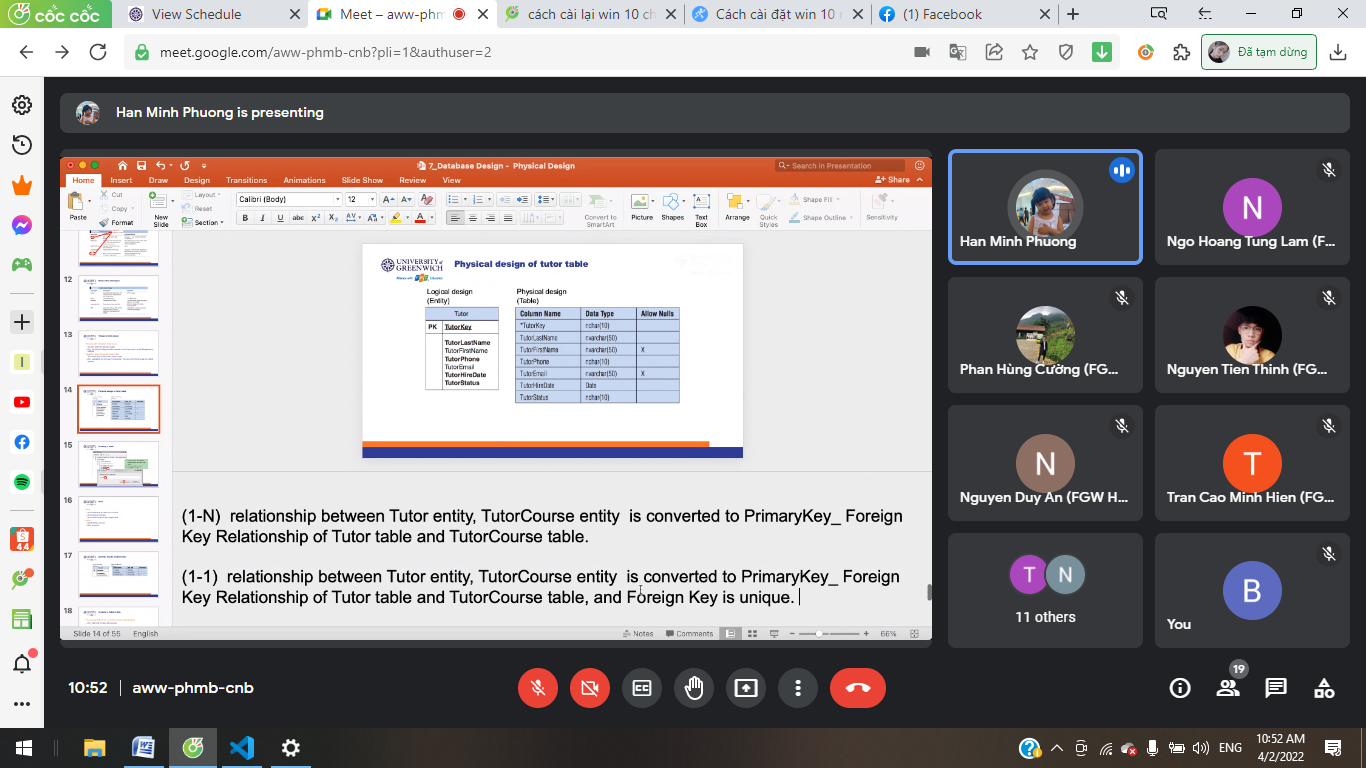 cốc cốc
View Schedule
Meet – aww-phm
cách cài lại win 10 ch
Cách cài đặt win 10
(1) Facebook
meet.google.com/aww-phmb-cnb?pli=1&authuser=2
Đã tạm dừng
Han Minh Phuong is presenting
7_Database Design - Physical Design
Search in Presentation
Home Insert Draw Design Transitions Animations Slide Show Review View
Share
Paste
Cut
Copy
Format
New Slide
Layout
Reset
Section
Calibri (Body)
12
Convert to SmartArt
Picture
Shapes
Text Box
Arrange
Quick Styles
Shape Fill
Shape Outline
Sensitivity
12
13
14
15
16
17
18
UNIVERSITY of GREENWICH
Physical design of tutor table
Logical design
(Entity)
Physical design
(Table)
Tutor
PK TutorKey
TutorLastName
TutorFirstName
TutorPhone
TutorEmail
TutorHireDate
TutorStatus
Column Name Data Type Allow Nulls
*TutorKey nchar(10)
TutorLastName nvarchar(50)
TutorFirstName nvarchar(50) X
TutorPhone nchar(10)
TutorEmail nvarchar(50) X
TutorHireDate Date
TutorStatus nchar(10)
(1-N) relationship between Tutor entity, TutorCourse entity is converted to PrimaryKey_ Foreign
Key Relationship of Tutor table and TutorCourse table.
(1-1) relationship between Tutor entity, TutorCourse entity is converted to PrimaryKey_ Foreign
Key Relationship of Tutor table and TutorCourse table, and Foreign Key is unique.
Slide 14 of 55 English
Notes
Comments
66%
Han Minh Phuong
N
Ngo Hoang Tung Lam (F...
Phan Hùng Cường (FG...
Nguyen Tien Thinh (FG...
N
Nguyen Duy An (FGW H...
T
Tran Cao Minh Hien (FG...
T N
11 others
B
You
10:52 | aww-phmb-cnb
19
ENG
10:52 AM
4/2/2022